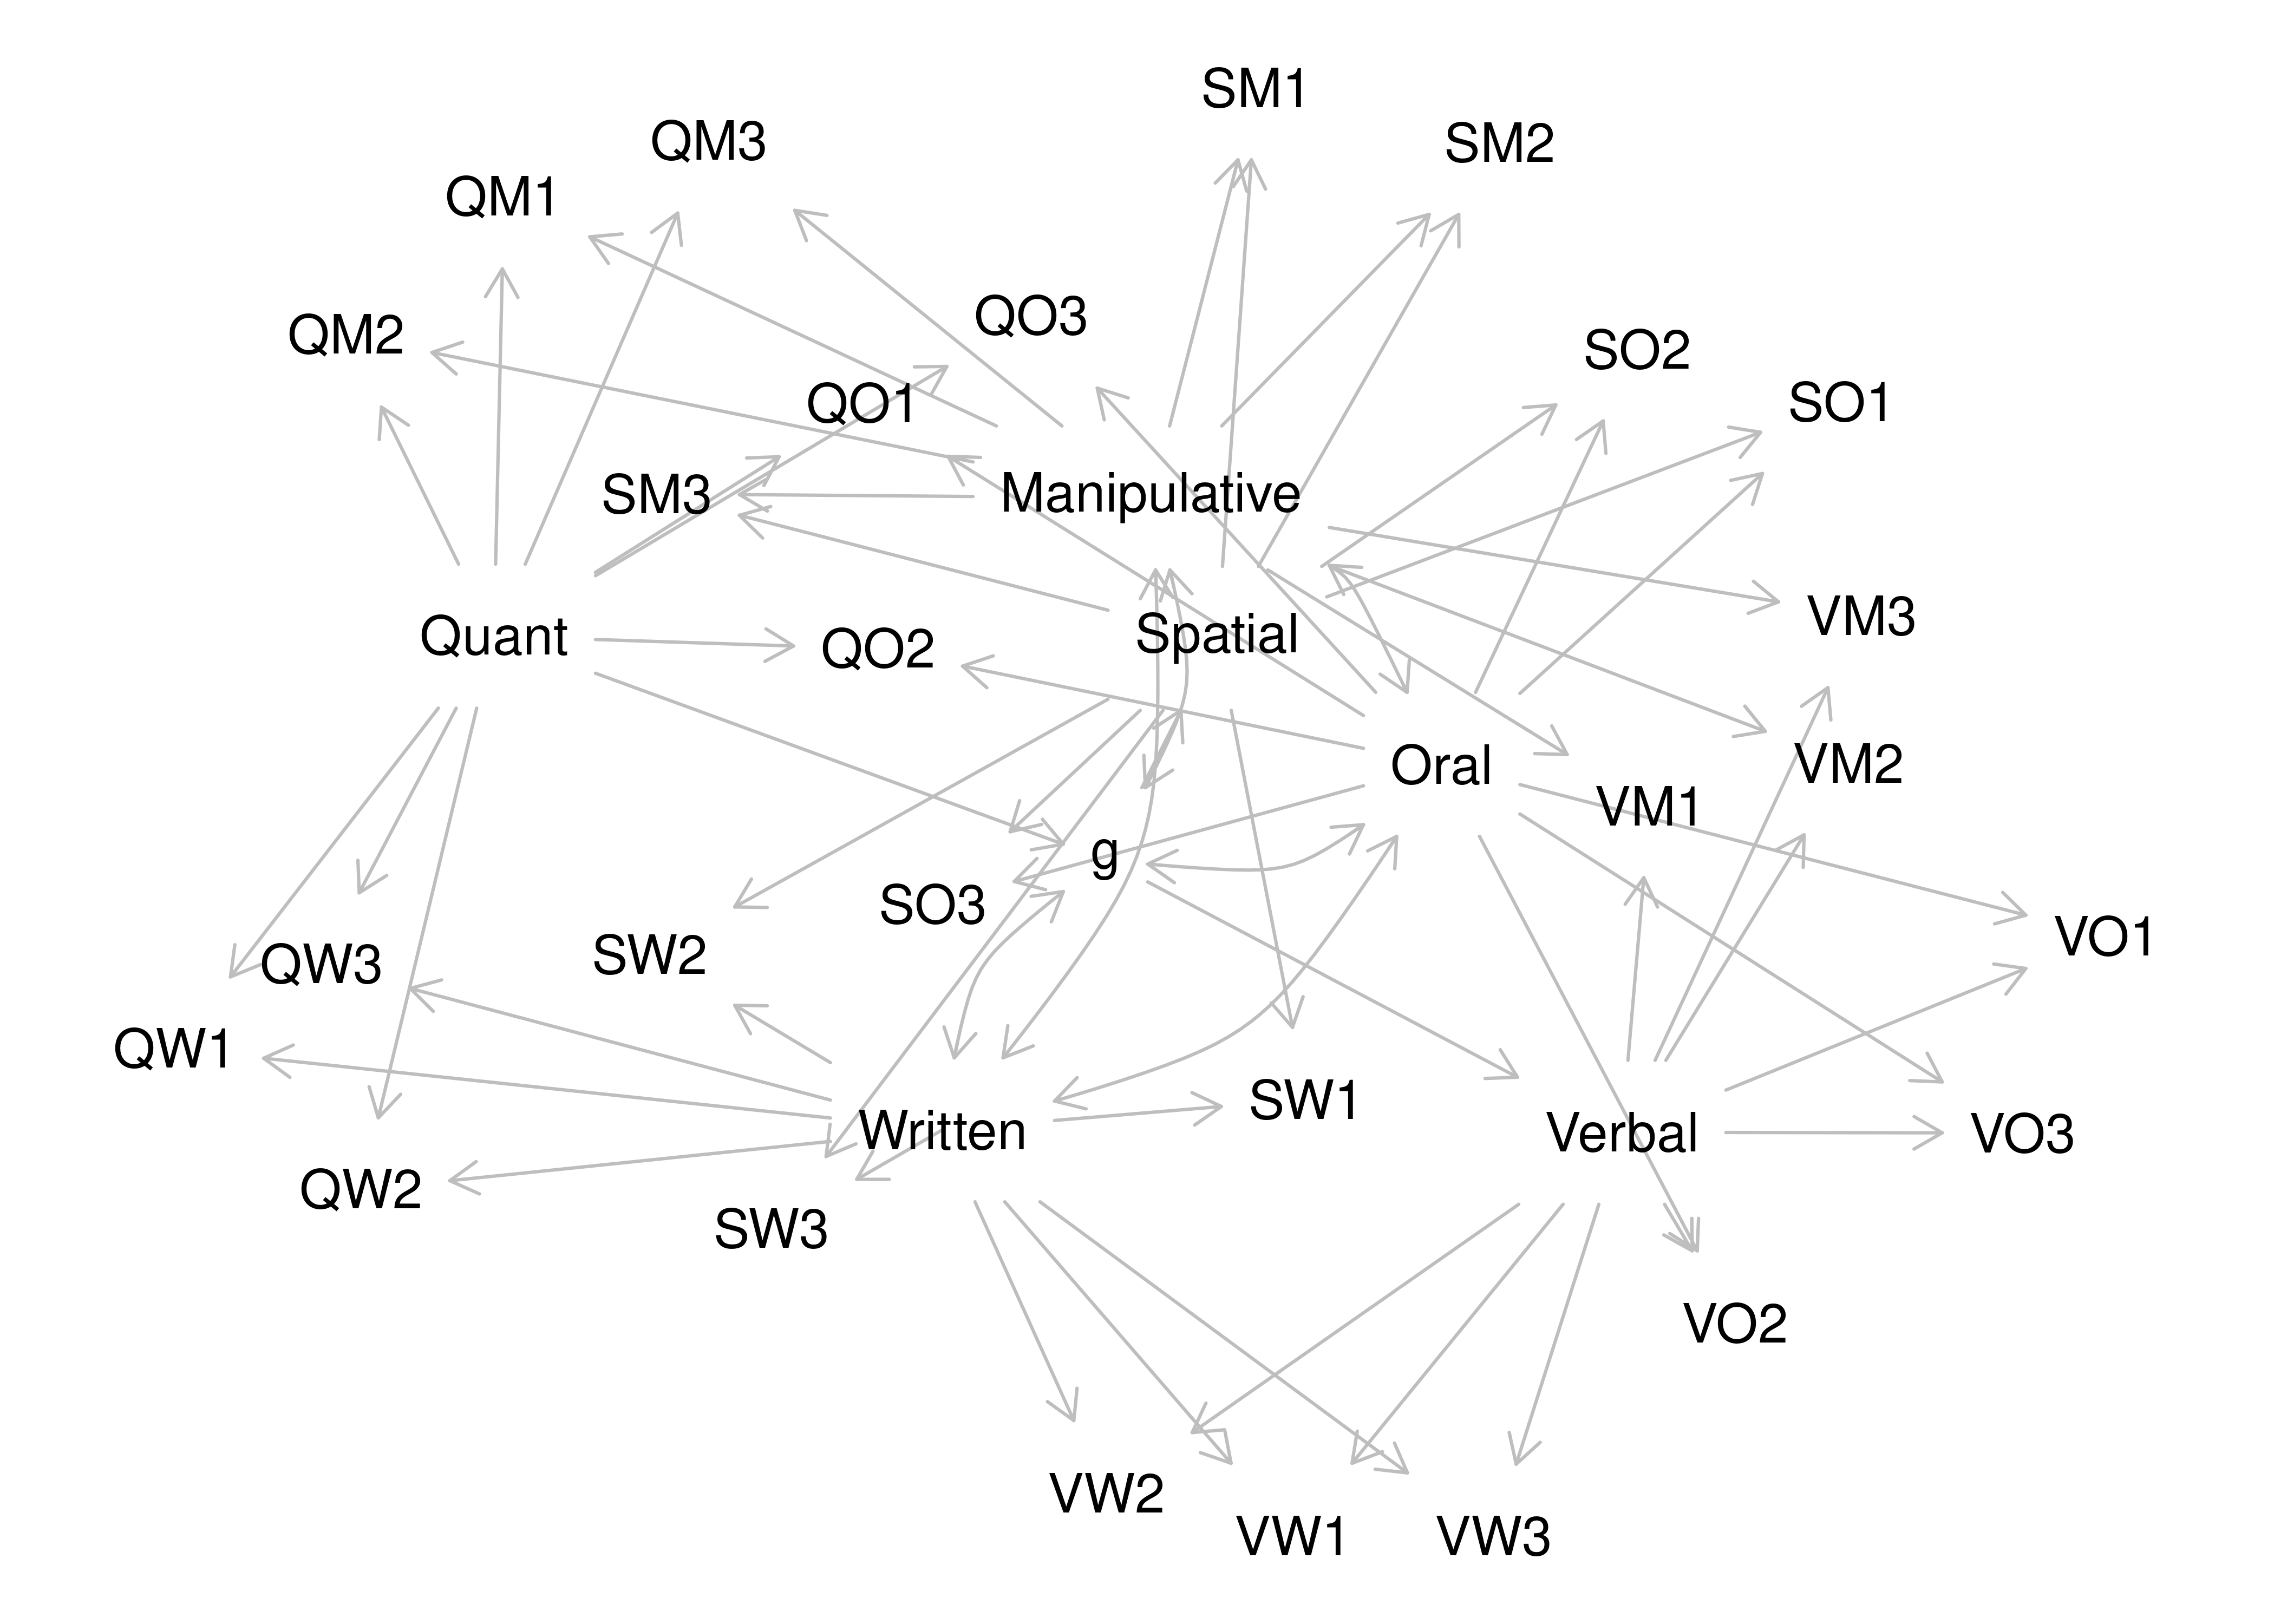 SM1
QM3
SM2
QM1
QO3
QM2
SO2
QO1
SO1
SM3
Manipulative
VM3
Quant
Spatial
QO2
Oral
VM2
VM1
g
SO3
VO1
SW2
QW3
QW1
SW1
Written
Verbal
VO3
QW2
SW3
VO2
VW2
VW1
VW3